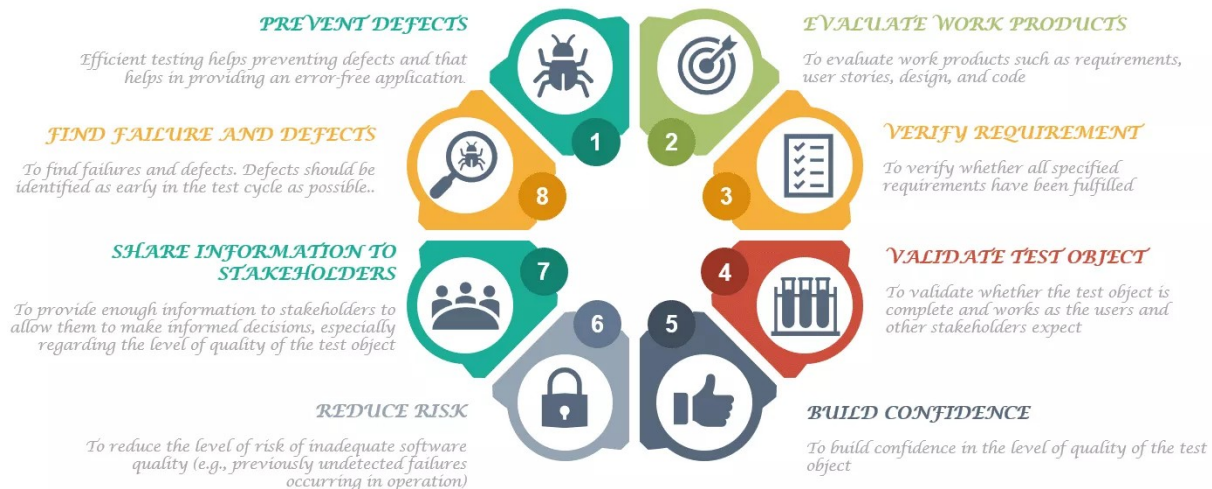 PREVENT DEFECTS
Efficient testing helps preventing defects and that
helps in providing an error-free application.
1
EVALUATE WORK PRODUCTS
To evaluate work products such as requirements,
user stories, design, and code
2
VERIFY REQUIREMENT
To verify whether all specified
requirements have been fulfilled
3
VALIDATE TEST OBJECT
To validate whether the test object is
complete and works as the users and
other stakeholders expect
4
BUILD CONFIDENCE
To build confidence in the level of quality of the test
object
5
REDUCE RISK
To reduce the level of risk of inadequate software
quality (e.g., previously undetected failures
occurring in operation)
6
SHARE INFORMATION TO
STAKEHOLDERS
To provide enough information to stakeholders to
allow them to make informed decisions, especially
regarding the level of quality of the test object
7
FIND FAILURE AND DEFECTS
To find failures and defects. Defects should be
identified as early in the test cycle as possible..
8